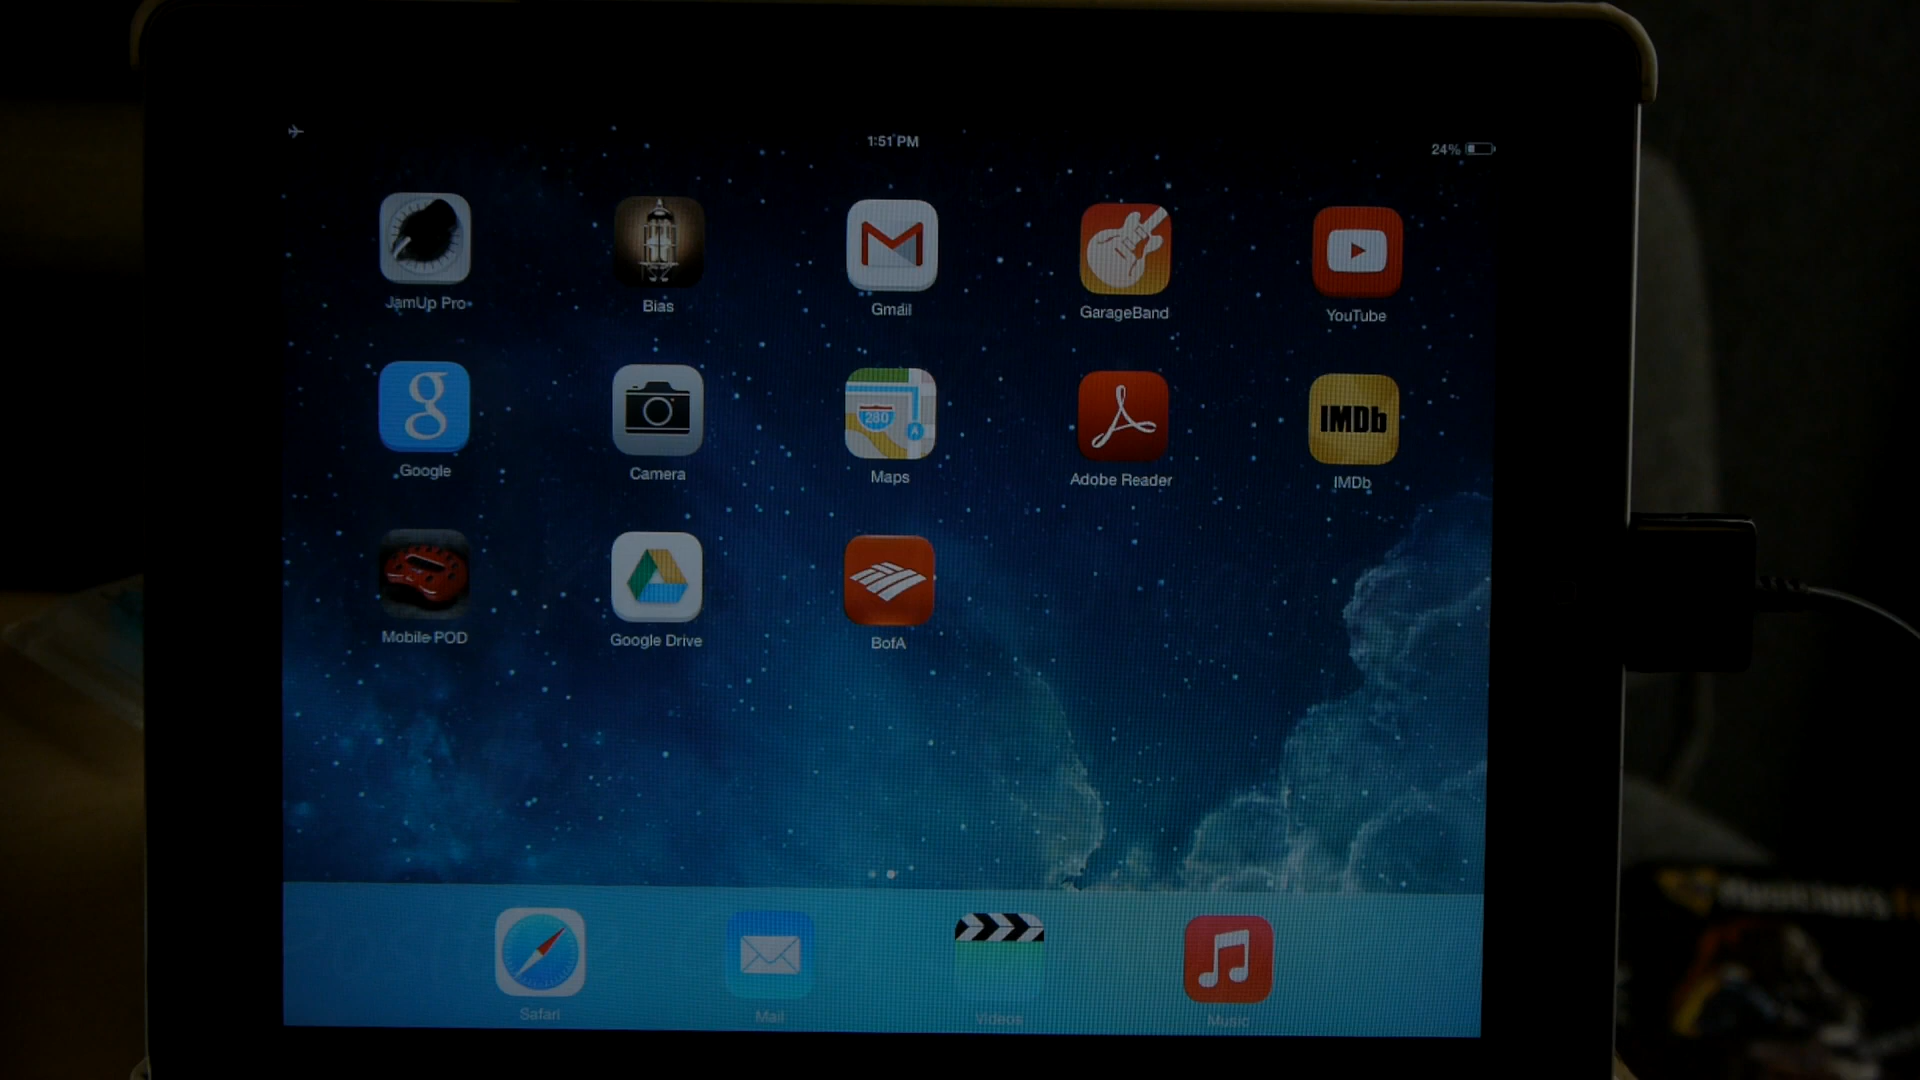 1:51 PM
24%
JamUp Pro
Bias
Gmail
GarageBand
YouTube
g
280
A
IMDb
Google
Camera
Maps
Adobe Reader
IMDb
Mobile POD
Google Drive
BofA
Safari
Mail
Videos
Music
Musician's